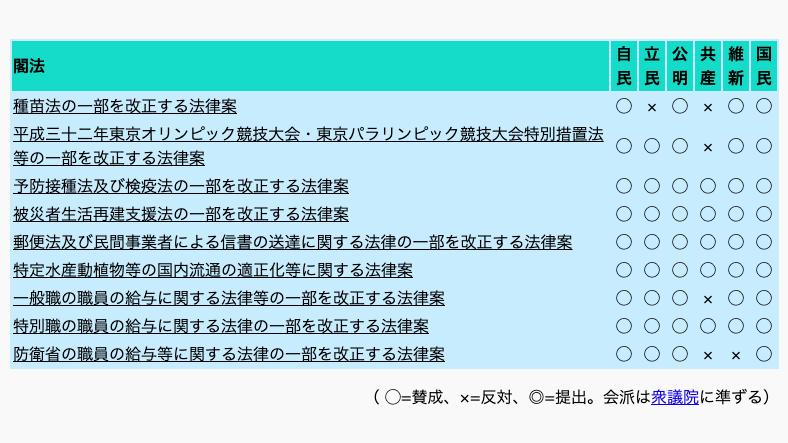 閣法 自民 立民 公明 共産 維新 国民
種苗法の一部を改正する法律案 ◯ × ◯ × ◯ ◯
平成三十二年東京オリンピック競技大会・東京パラリンピック競技大会特別措置法
等の一部を改正する法律案 ◯ ◯ ◯ × ◯ ◯
予防接種法及び検疫法の一部を改正する法律案 ◯ ◯ ◯ ◯ ◯ ◯
被災者生活再建支援法の一部を改正する法律案 ◯ ◯ ◯ ◯ ◯ ◯
郵便法及び民間事業者による信書の送達に関する法律の一部を改正する法律案 ◯ ◯ ◯ ◯ ◯ ◯
特定水産動植物等の国内流通の適正化等に関する法律案 ◯ ◯ ◯ ◯ ◯ ◯
一般職の職員の給与に関する法律等の一部を改正する法律案 ◯ ◯ ◯ × ◯ ◯
特別職の職員の給与に関する法律の一部を改正する法律案 ◯ ◯ ◯ ◯ ◯ ◯
防衛省の職員の給与等に関する法律の一部を改正する法律案 ◯ ◯ ◯ × × ◯
（ ◯=賛成、×=反対、◎=提出。会派は衆議院に準ずる）